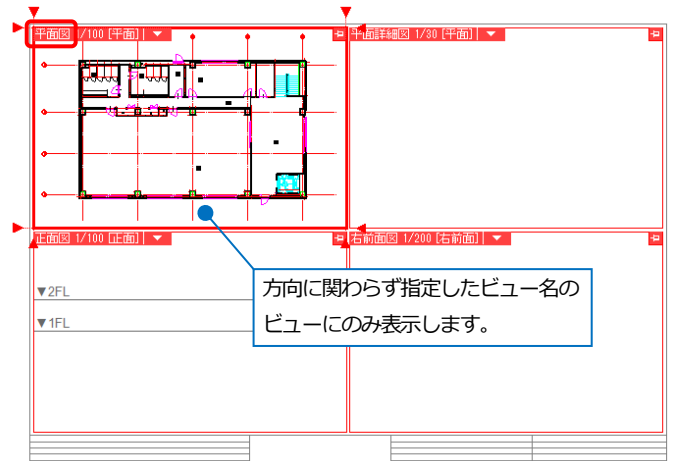 平面図 1/100 [平面]
平面詳細図 1/30 [平面]
正面図 1/100 [正面]
右前面図 1/200 [右前面]
▼2FL
▼1FL
方向に関わらず指定したビュー名の
ビューにのみ表示します。